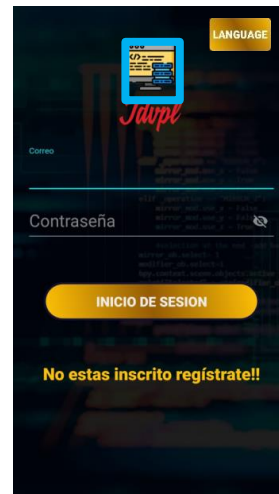 LANGUAGE
Jdvpl
Correo
Contraseña
INICIO DE SESION
No estas inscrito regístrate!!